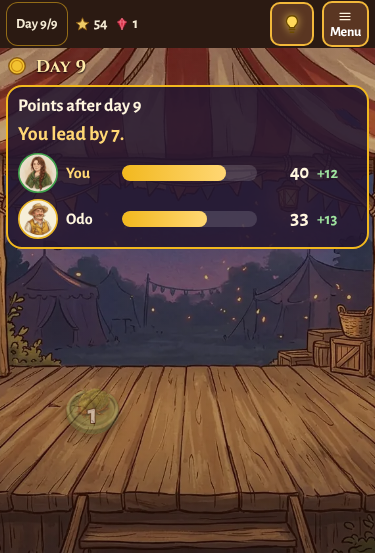 Day 9/9
54
1
Menu
Day 9
Points after day 9
You lead by 7.
You
40 +12
Odo
33 +13
1